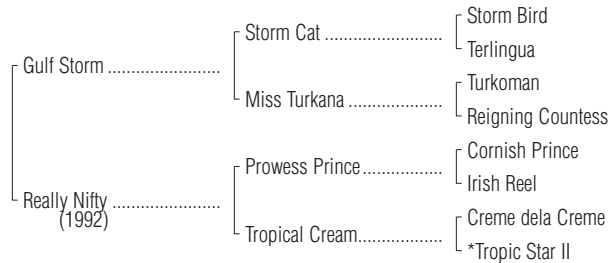 Storm Bird
Storm Cat ........................
Terlingua
Gulf Storm .......................
Turkoman
Miss Turkana ...................
Reigning Countess
Cornish Prince
Prowess Prince................
Irish Reel
Really Nifty ......................
(1992)
Creme dela Creme
Tropical Cream.................
*Tropic Star II